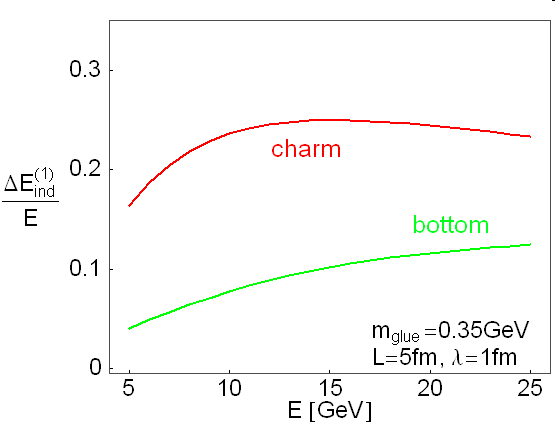 0.3
0.2
0.1
0
ΔE(1)ind
E
charm
bottom
mglue=0.35GeV
L=5fm, λ=1fm
5 10 15 20 25
E [GeV]